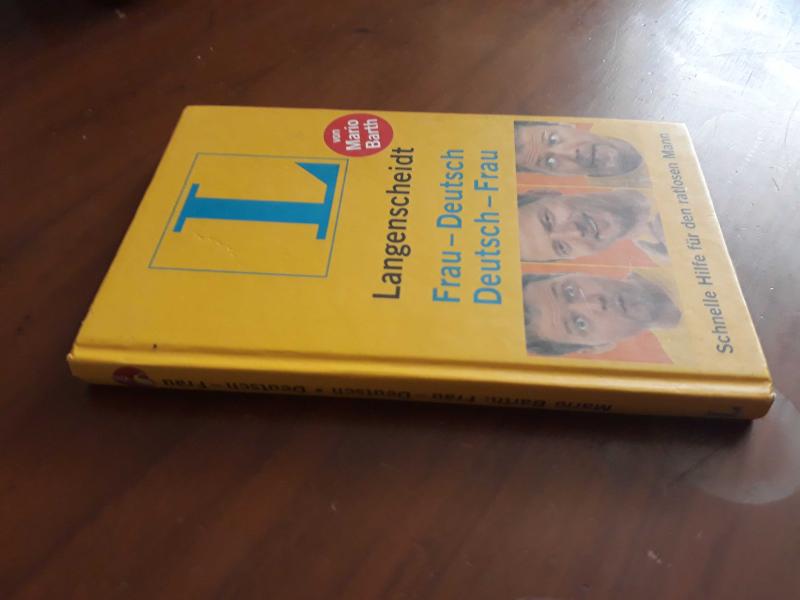 L
von
Mario
Barth
Langenscheidt
Frau – Deutsch
Deutsch – Frau
Schnelle Hilfe für den ratlosen Mann
Mario Barth: Frau – Deutsch • Deutsch – Frau